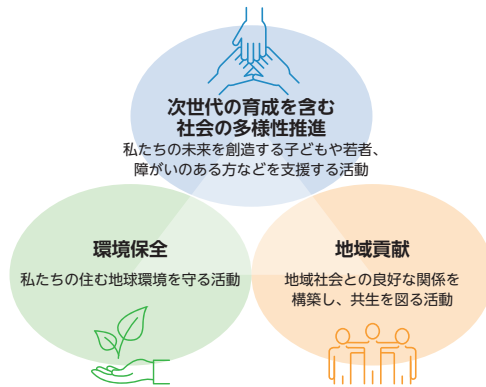 次世代の育成を含む
社会の多様性推進
私たちの未来を創造する子どもや若者、
障がいのある方などを支援する活動
環境保全
私たちの住む地球環境を守る活動
地域貢献
地域社会との良好な関係を
構築し、共生を図る活動